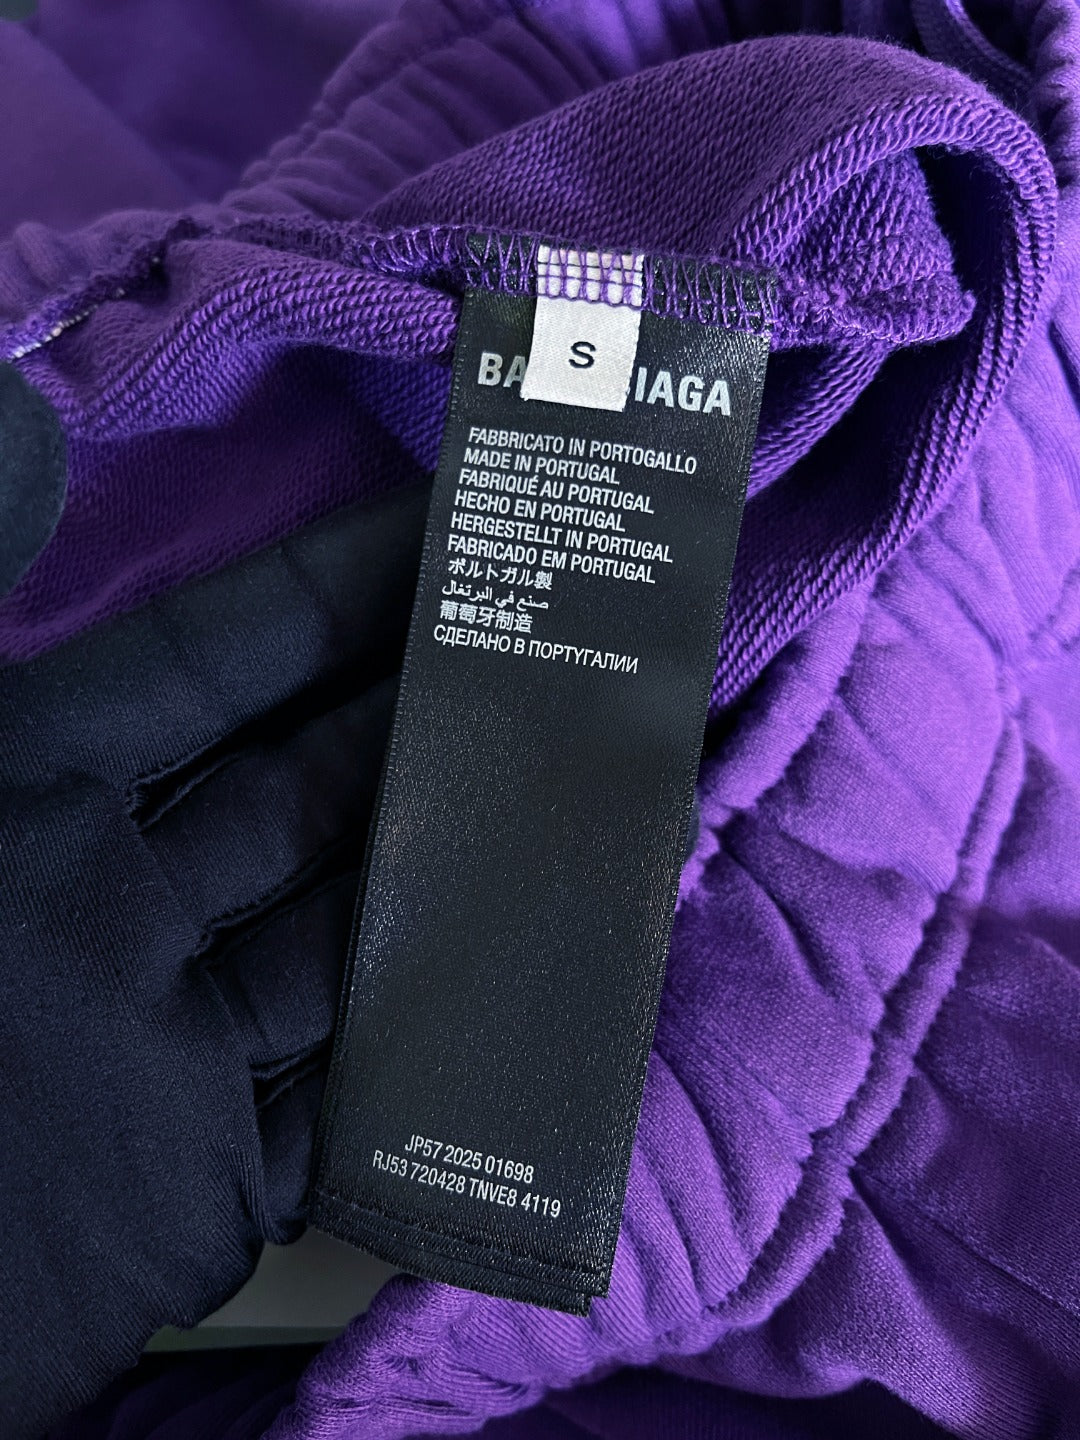 S
BA IAGA
FABBRICATO IN PORTOGALLO
MADE IN PORTUGAL
FABRIQUÉ AU PORTUGAL
HECHO EN PORTUGAL
HERGESTELLT IN PORTUGAL
FABRICADO EM PORTUGAL
ポルトガル製
صنع في البرتغال
葡萄牙制造
СДЕЛАНО В ПОРТУГАЛИИ
JP57 2025 01698
RJ53 720428 TNVE8 4119